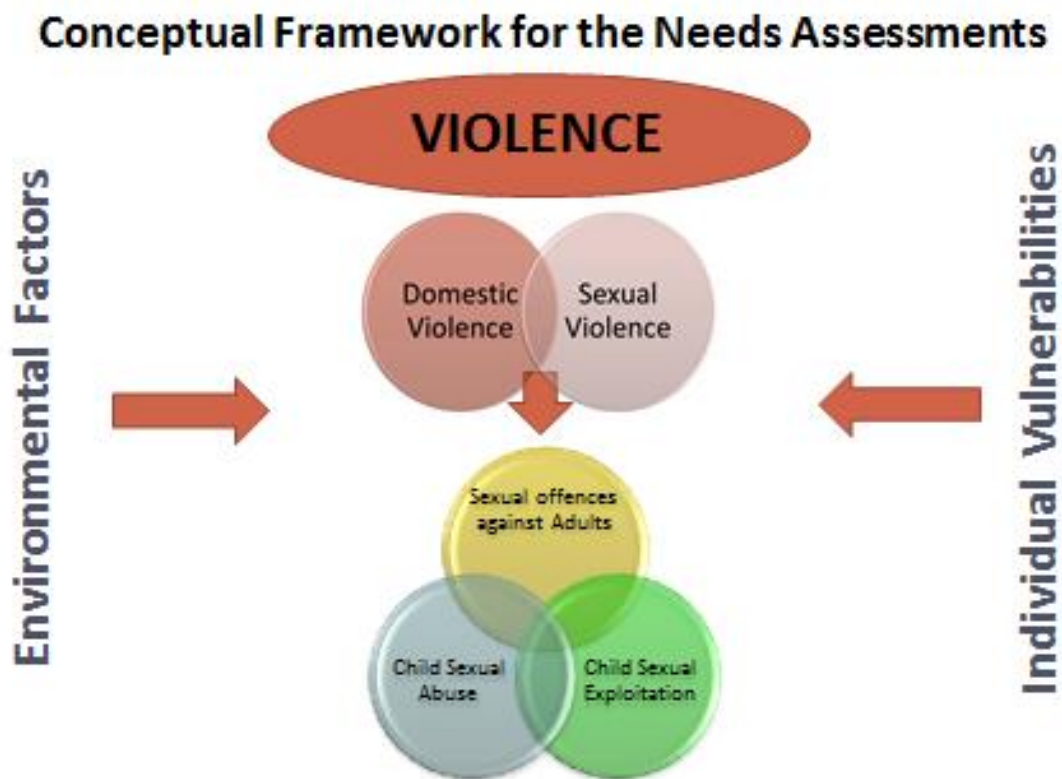 Conceptual Framework for the Needs Assessments
VIOLENCE
Environmental Factors
Individual Vulnerabilities
Domestic
Violence
Sexual
Violence
Sexual offences
against Adults
Child Sexual
Abuse
Child Sexual
Exploitation